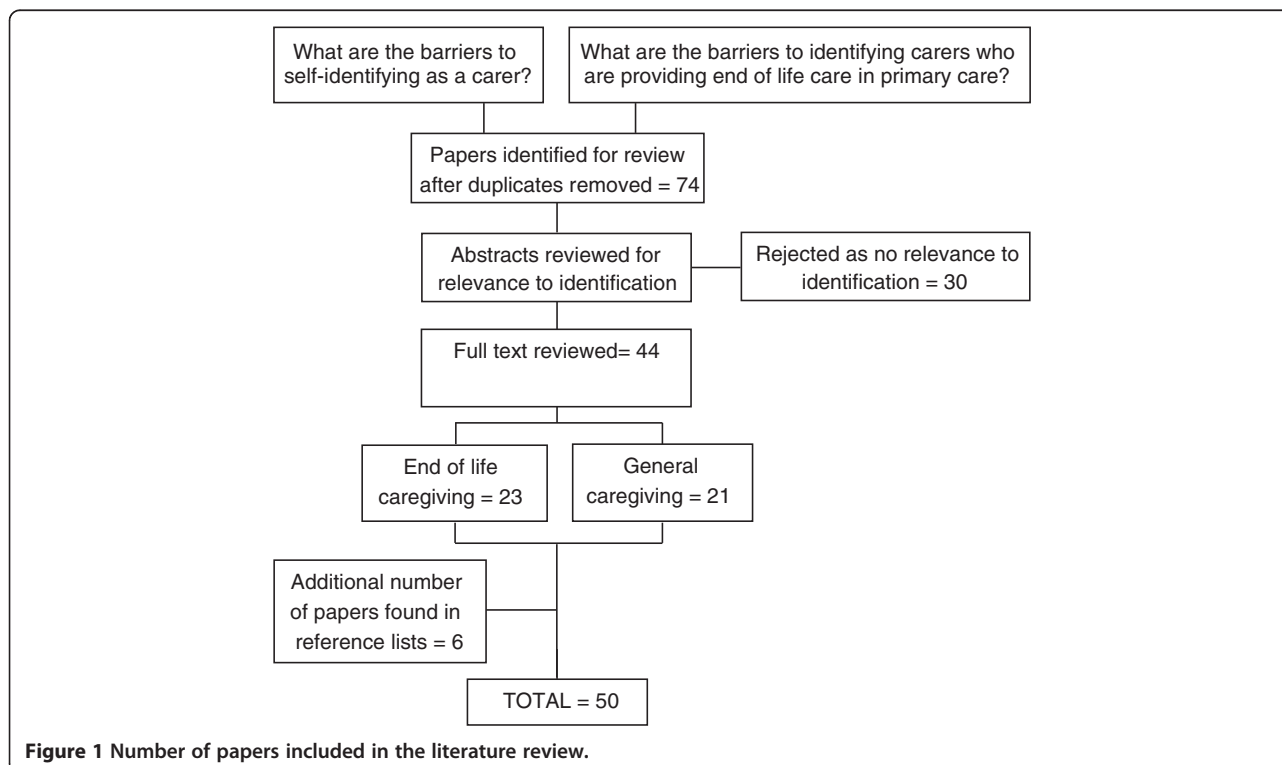 What are the barriers to
self-identifying as a carer?
What are the barriers to identifying carers who
are providing end of life care in primary care?
Papers identified for review
after duplicates removed = 74
Abstracts reviewed for
relevance to identification
Rejected as no relevance to
identification = 30
Full text reviewed= 44
End of life
caregiving = 23
General
caregiving = 21
Additional number
of papers found in
reference lists = 6
TOTAL = 50
Figure 1 Number of papers included in the literature review.